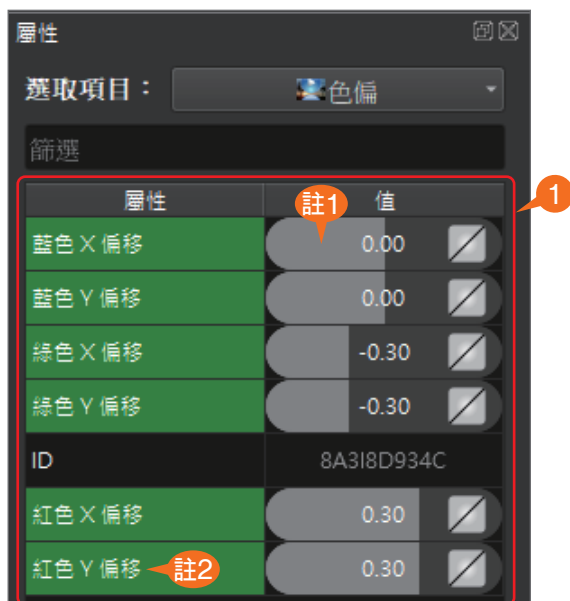 屬性
選取項目： 色偏
篩選
屬性 值
註1
1
藍色 X 偏移 0.00
藍色 Y 偏移 0.00
綠色 X 偏移 -0.30
綠色 Y 偏移 -0.30
ID 8A3I8D934C
紅色 X 偏移 0.30
紅色 Y 偏移 註2 0.30